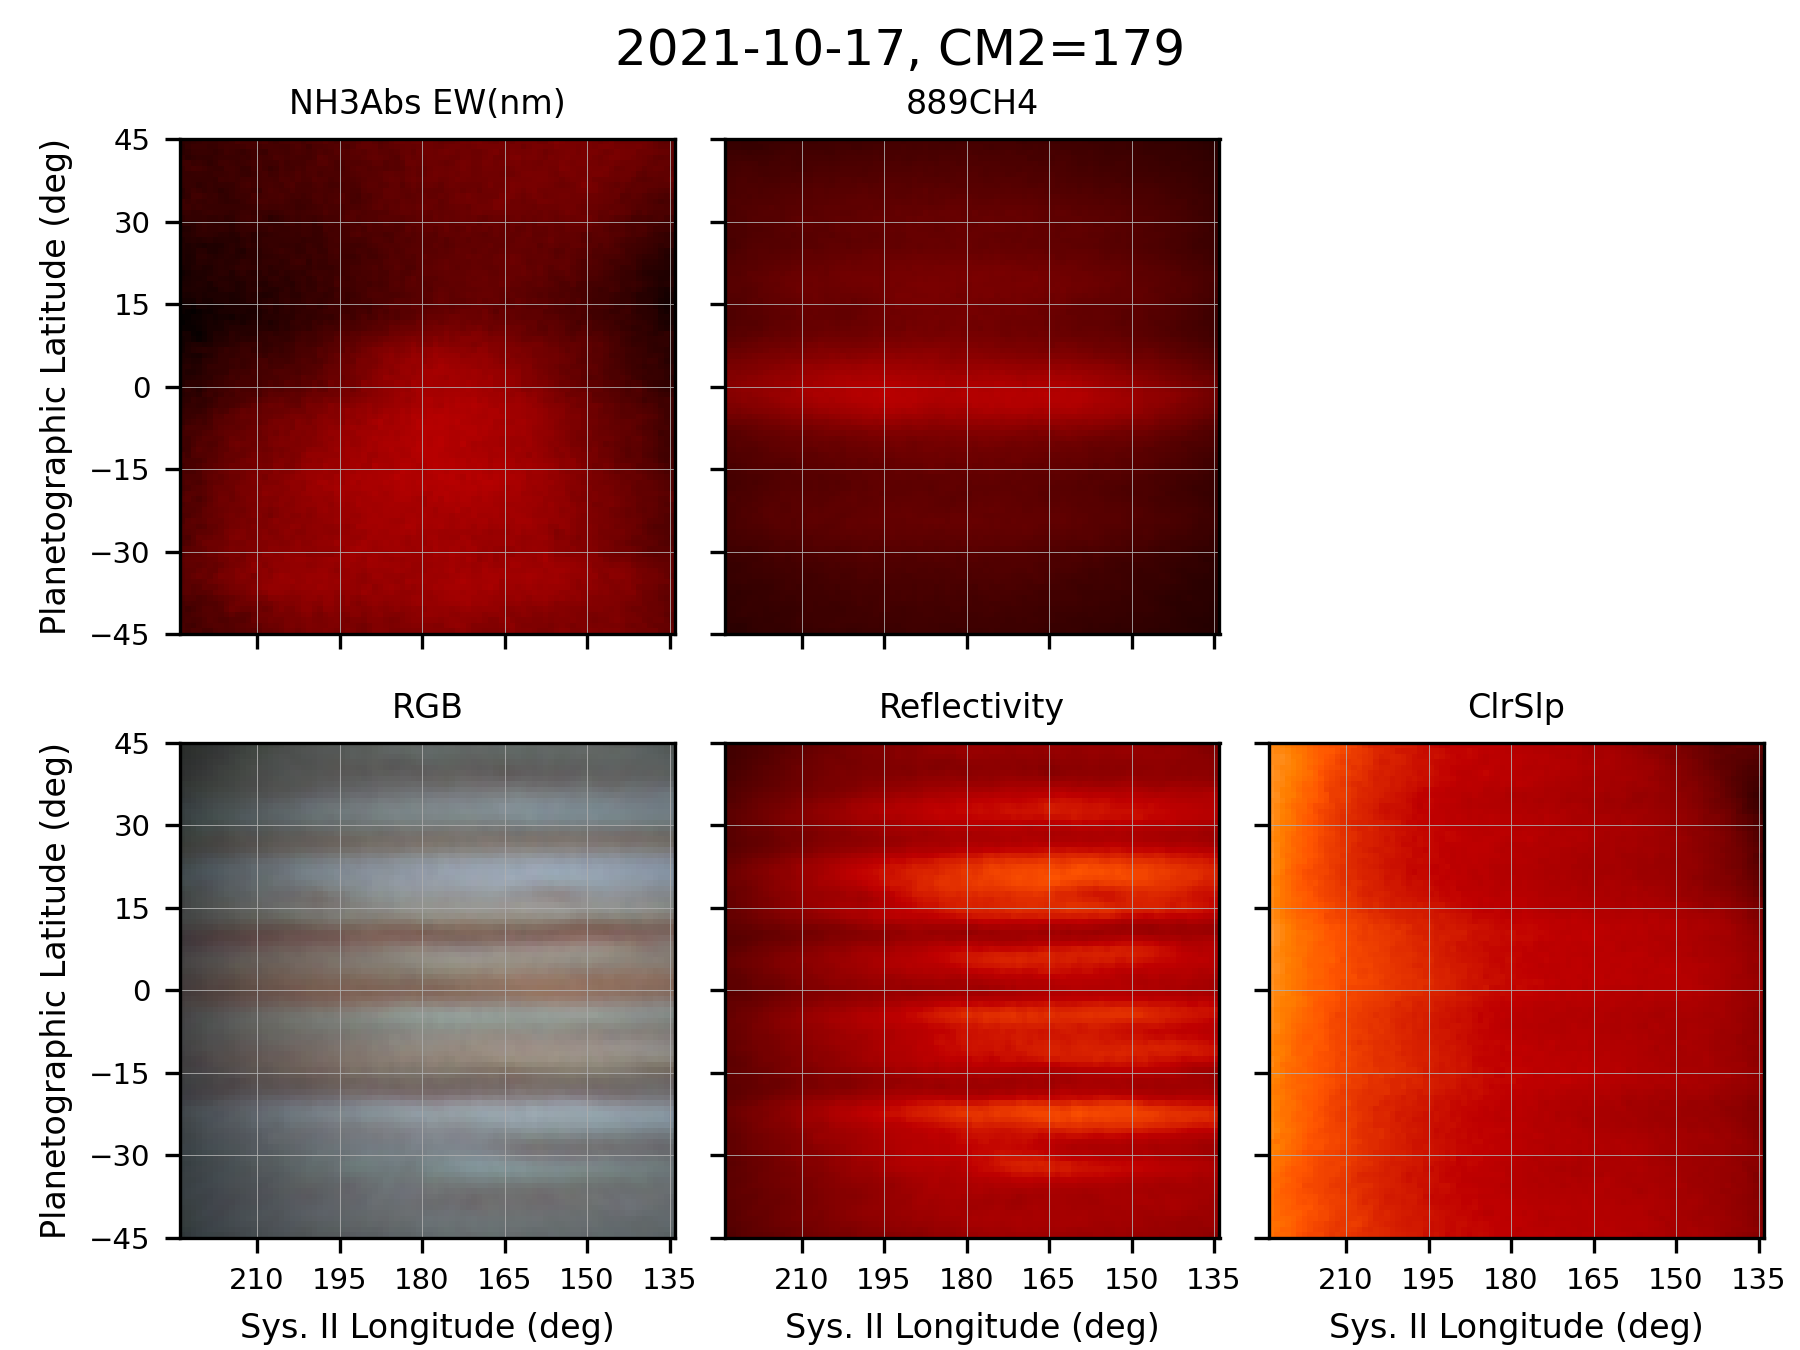 2021-10-17, CM2=179
NH3Abs EW(nm)
889CH4
Planetographic Latitude (deg)
45
30
15
0
−15
−30
−45
RGB
Reflectivity
ClrSlp
Planetographic Latitude (deg)
45
30
15
0
−15
−30
−45
210 195 180 165 150 135
210 195 180 165 150 135
210 195 180 165 150 135
Sys. II Longitude (deg)
Sys. II Longitude (deg)
Sys. II Longitude (deg)